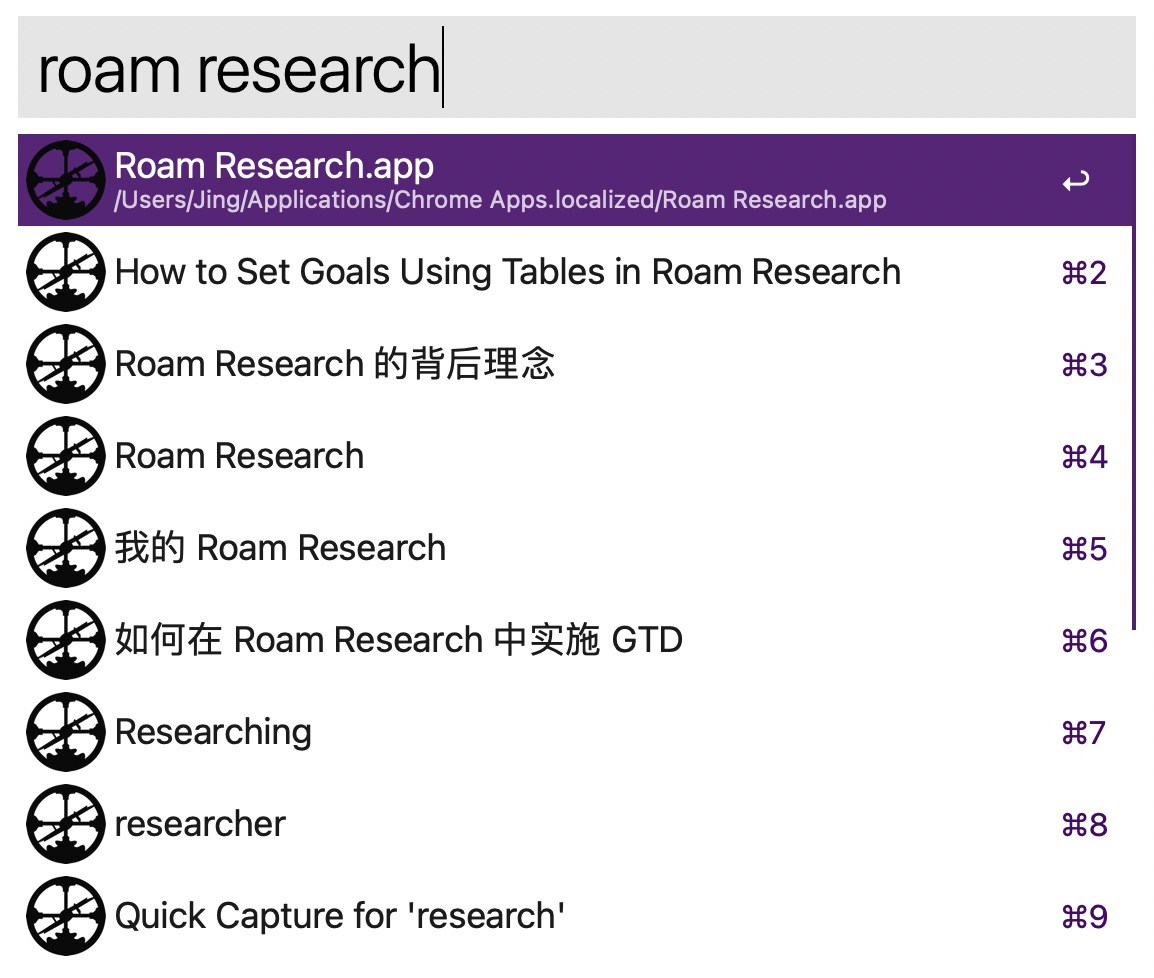 roam research
Roam Research.app
/Users/Jing/Applications/Chrome Apps.localized/Roam Research.app
How to Set Goals Using Tables in Roam Research ⌘2
Roam Research 的背后理念 ⌘3
Roam Research ⌘4
我的 Roam Research ⌘5
如何在 Roam Research 中实施 GTD ⌘6
Researching ⌘7
researcher ⌘8
Quick Capture for 'research' ⌘9